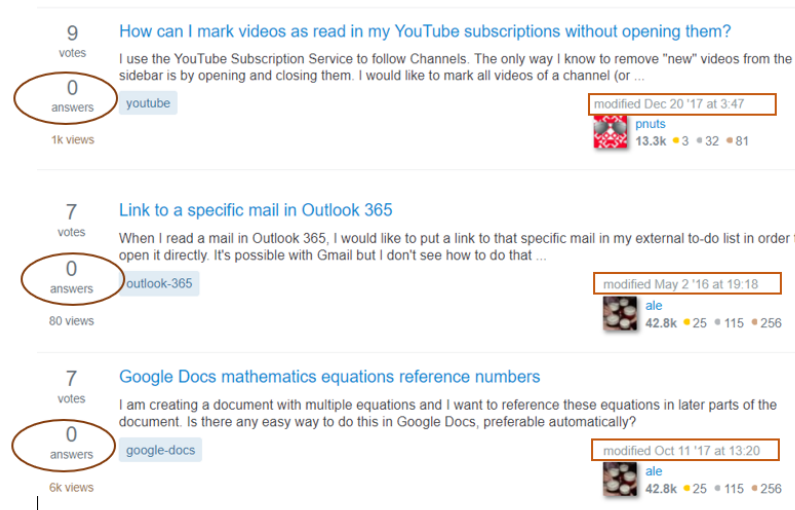 9
votes
0
answers
1k views
How can I mark videos as read in my YouTube subscriptions without opening them?
I use the YouTube Subscription Service to follow Channels. The only way I know to remove "new" videos from the
sidebar is by opening and closing them. I would like to mark all videos of a channel (or ...
youtube
modified Dec 20 '17 at 3:47
pnuts
13.3k 3 32 81
7
votes
0
answers
80 views
Link to a specific mail in Outlook 365
When I read a mail in Outlook 365, I would like to put a link to that specific mail in my external to-do list in order
open it directly. It's possible with Gmail but I don't see how to do that ...
outlook-365
modified May 2 '16 at 19:18
ale
42.8k 25 115 256
7
votes
0
answers
6k views
Google Docs mathematics equations reference numbers
I am creating a document with multiple equations and I want to reference these equations in later parts of the
document. Is there any easy way to do this in Google Docs, preferable automatically?
google-docs
modified Oct 11 '17 at 13:20
ale
42.8k 25 115 256